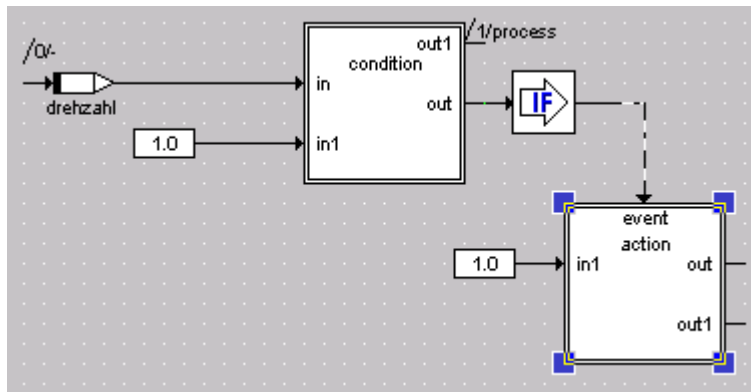 /0/-
drehzahl
1.0
out1
condition
in
out
in1
/1/process
IF
event
action
1.0
in1
out
out1